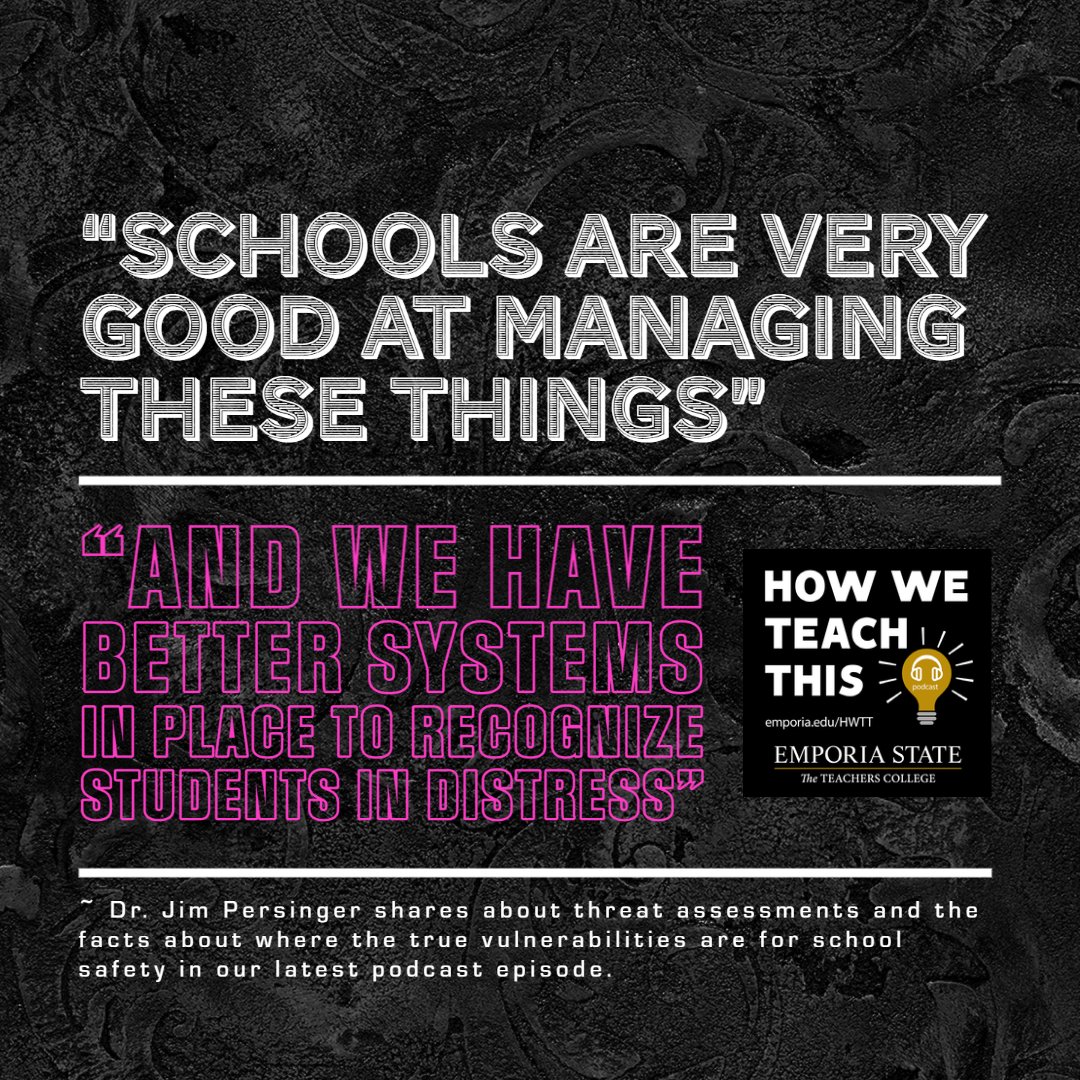 “SCHOOLS ARE VERY
GOOD AT MANAGING
THESE THINGS”
“AND WE HAVE
BETTER SYSTEMS
IN PLACE TO RECOGNIZE
STUDENTS IN DISTRESS”
HOW WE
TEACH
THIS
podcast
emporia.edu/HWTT
EMPORIA STATE
The TEACHERS COLLEGE
~ Dr. Jim Persinger shares about threat assessments and the
facts about where the true vulnerabilities are for school
safety in our latest podcast episode.